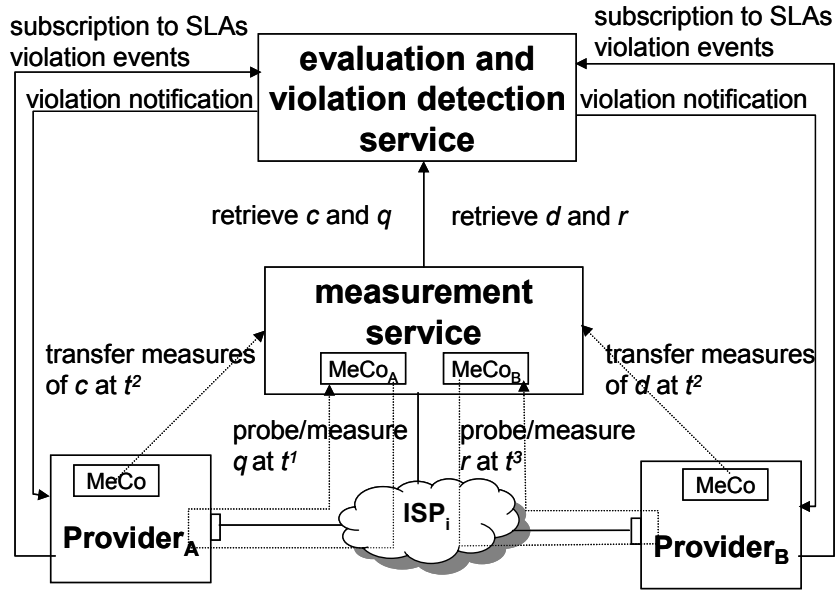 subscription to SLAs
violation events
subscription to SLAs
violation events
evaluation and
violation detection
service
violation notification
violation notification
retrieve c and q
retrieve d and r
measurement
service
MeCoA
MeCoB
transfer measures
of c at t²
transfer measures
of d at t²
probe/measure
q at t¹
probe/measure
r at t³
MeCo
ProviderA
ISPi
MeCo
ProviderB